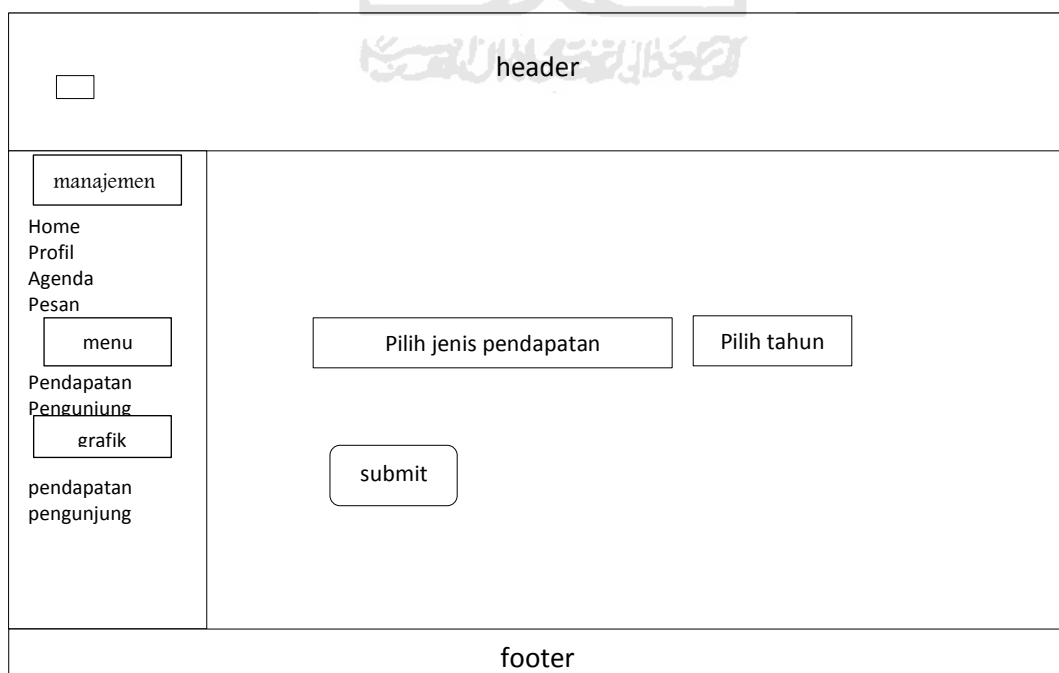 header
manajemen
Home
Profil
Agenda
Pesan
menu
Pilih jenis pendapatan
Pilih tahun
Pendapatan
Pengunjung
grafik
submit
pendapatan
pengunjung
footer